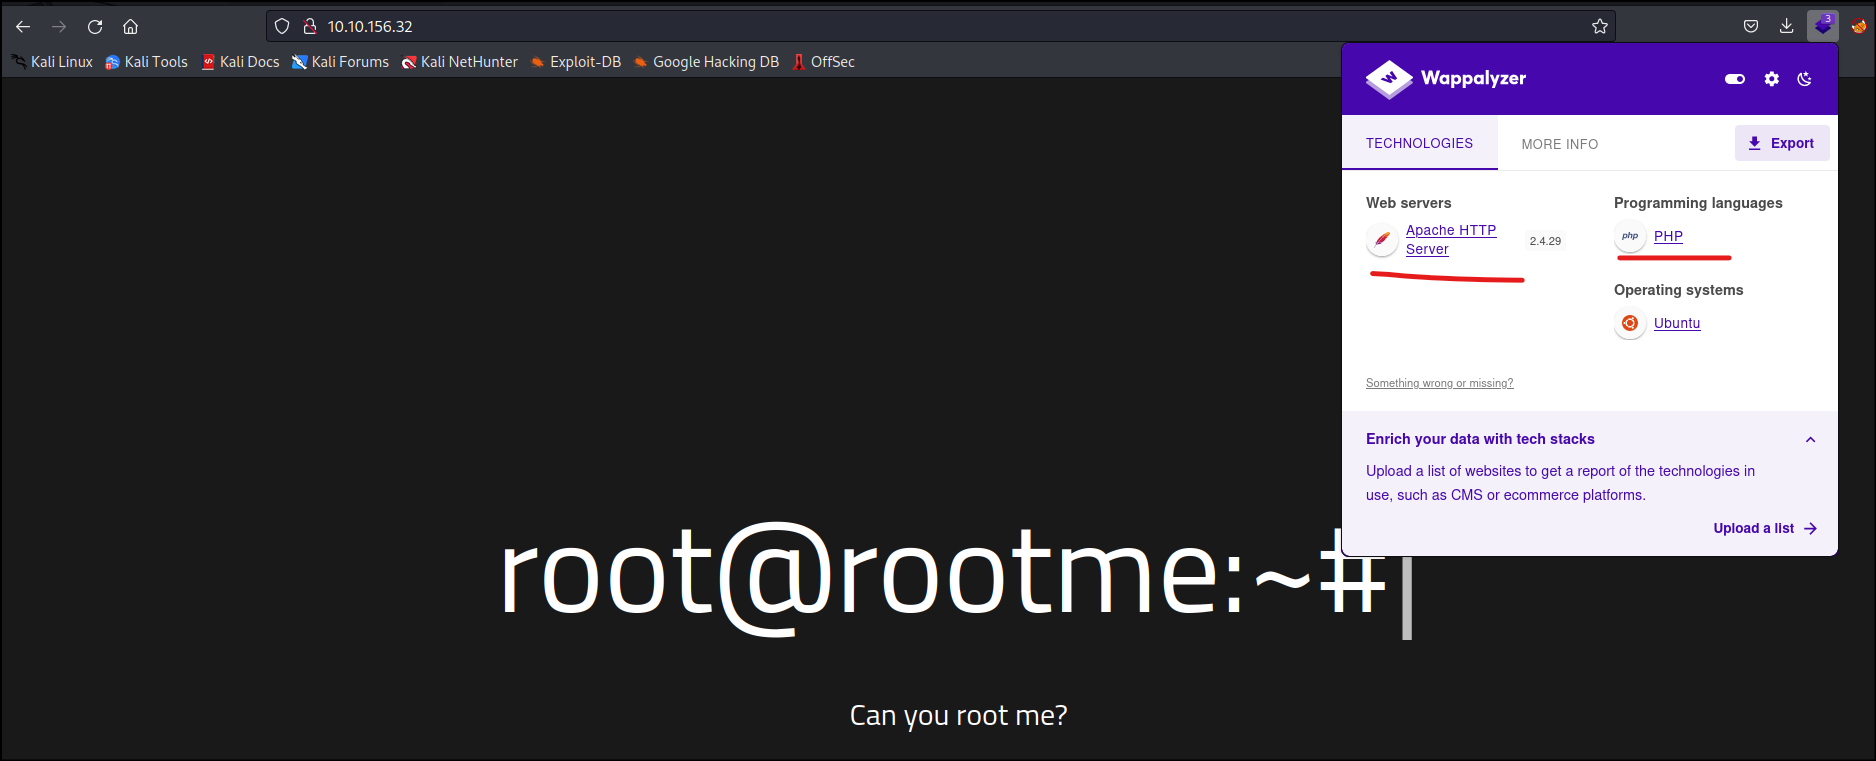 10.10.156.32
3
Kali Linux Kali Tools Kali Docs Kali Forums Kali NetHunter Exploit-DB Google Hacking DB OffSec
Wappalyzer
TECHNOLOGIES MORE INFO Export
Web servers
Apache HTTP
Server
2.4.29
Programming languages
php PHP
Operating systems
Ubuntu
Something wrong or missing?
Enrich your data with tech stacks
Upload a list of websites to get a report of the technologies in
use, such as CMS or ecommerce platforms.
Upload a list
root@rootme:~#
Can you root me?